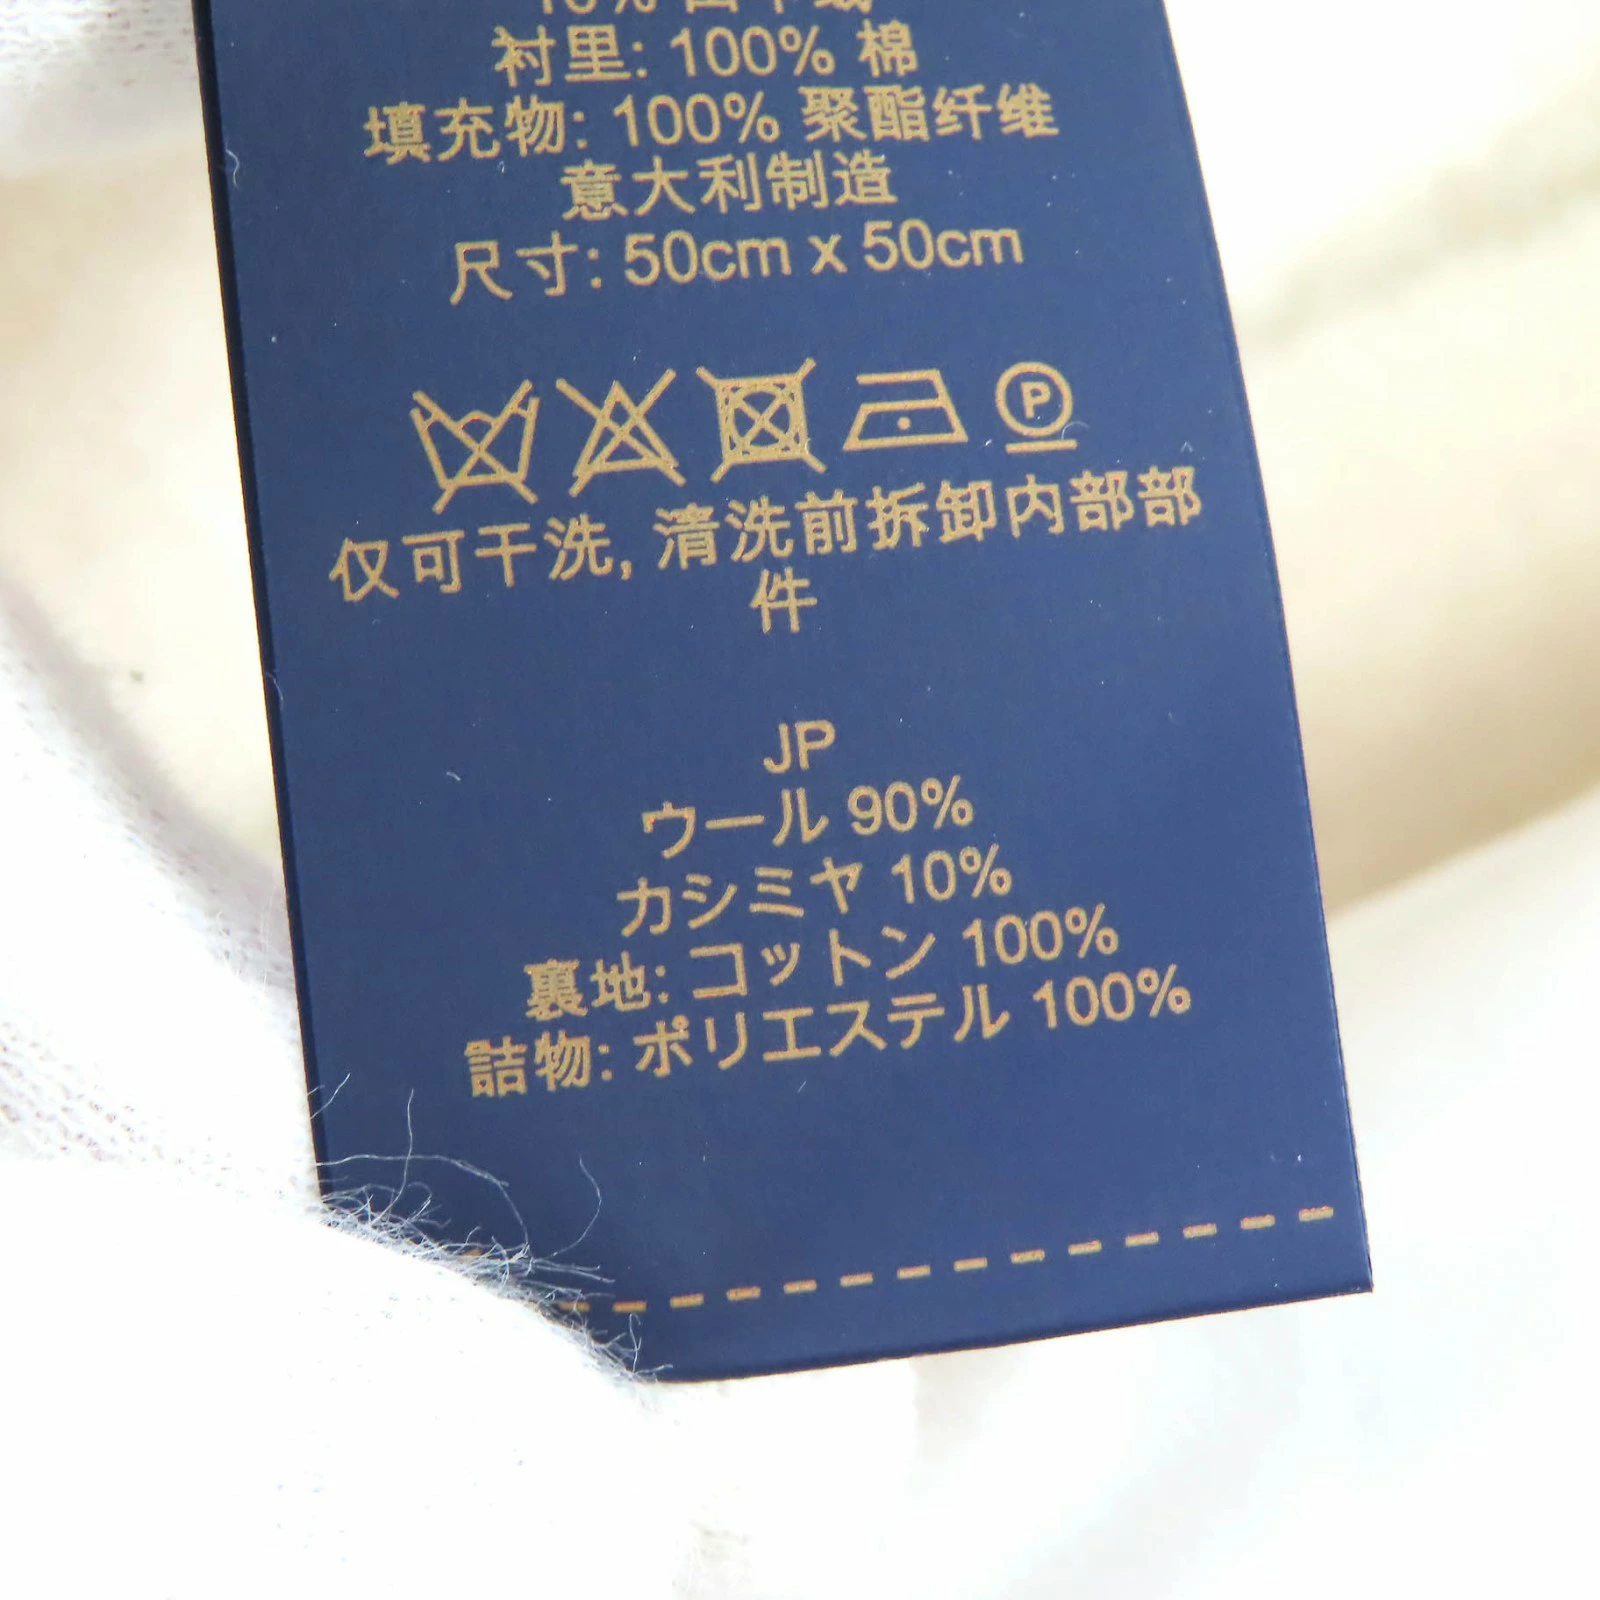 衬里: 100% 棉
填充物: 100% 聚酯纤维
意大利制造
尺寸: 50cm x 50cm
P
仅可干洗, 清洗前拆卸内部部
件
JP
ウール 90%
カシミヤ 10%
裏地: コットン 100%
詰物: ポリエステル 100%